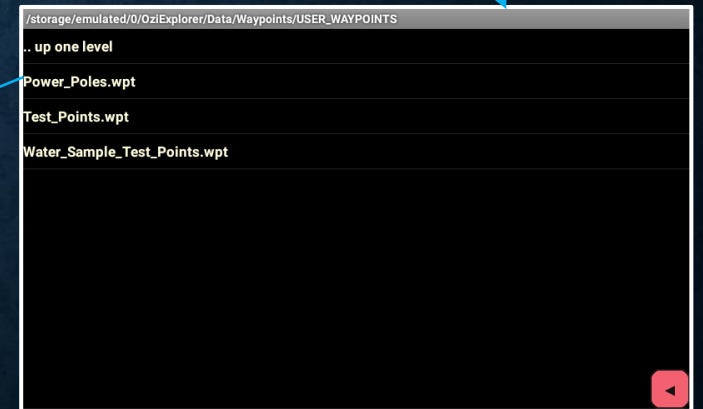 /storage/emulated/0/OziExplorer/Data/Waypoints/USER_WAYPOINTS
.. up one level
Power_Poles.wpt
Test_Points.wpt
Water_Sample_Test_Points.wpt